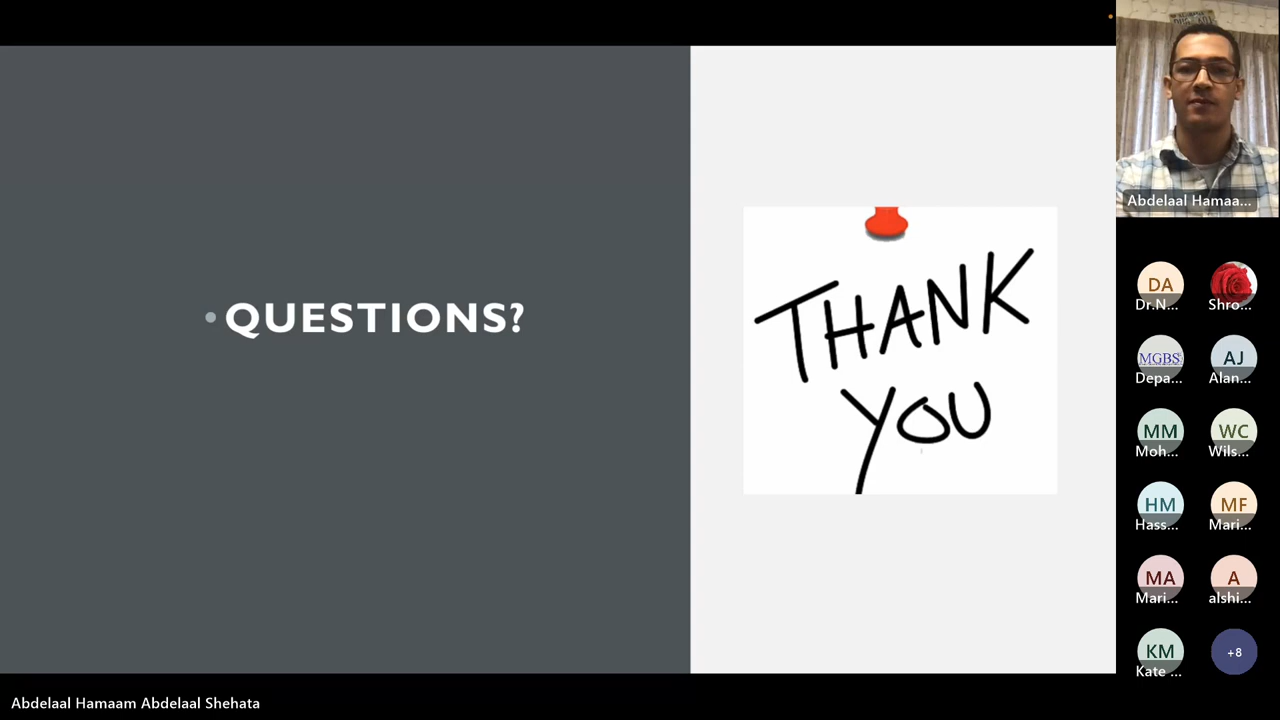 • QUESTIONS?
THANK
YOU
Abdelaal Hamaa...
DA
Dr.N...
Shro...
MGBS
Depa...
AJ
Alan...
MM
Moh...
WC
Wils...
HM
Hass...
MF
Mari...
MA
Mari...
A
alshi...
KM
Kate ...
+8
Abdelaal Hamaam Abdelaal Shehata